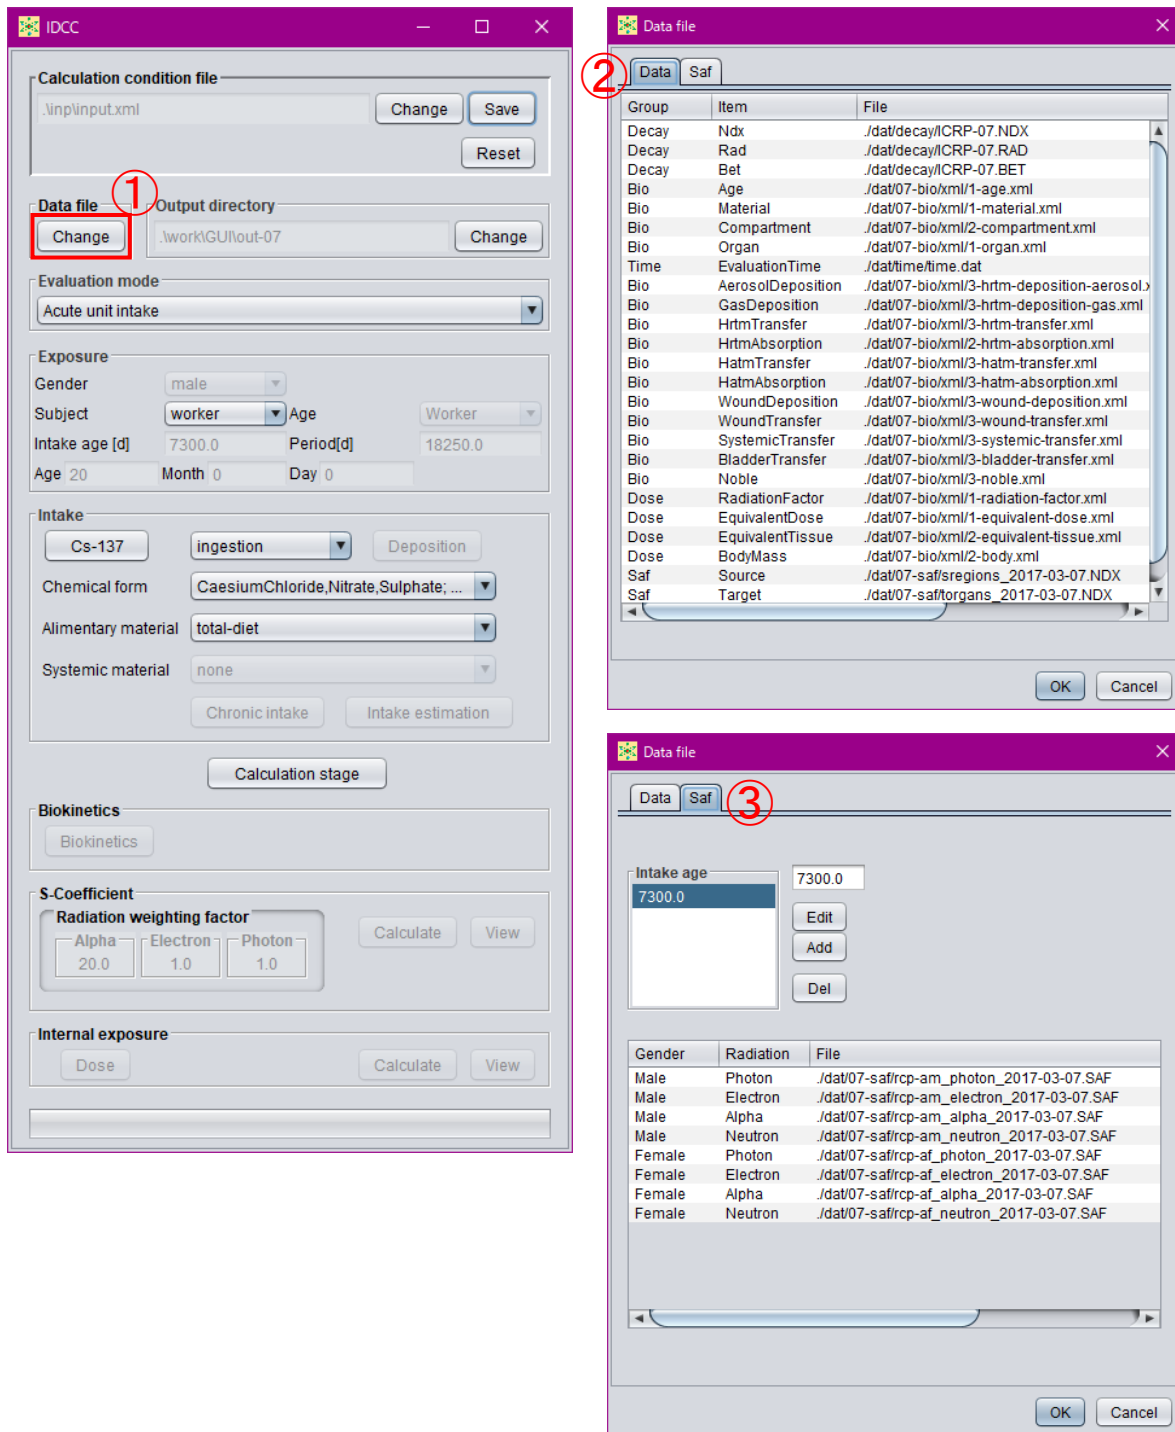 IDCC
Calculation condition file
.\inp\input.xml Change Save
Reset
①
Data file Output directory
Change .\work\GUI\out-07 Change
Evaluation mode
Acute unit intake
Exposure
Gender male
Subject worker Age Worker
Intake age [d] 7300.0 Period[d] 18250.0
Age 20 Month 0 Day 0
Intake
Cs-137 ingestion Deposition
Chemical form CaesiumChloride,Nitrate,Sulphate; ...
Alimentary material total-diet
Systemic material none
Chronic intake Intake estimation
Calculation stage
Biokinetics
Biokinetics
S-Coefficient
Radiation weighting factor
Alpha Electron Photon Calculate View
20.0 1.0 1.0
Internal exposure
Dose Calculate View
Data file
② Data Saf
Group Item File
Decay Ndx ./dat/decay/ICRP-07.NDX
Decay Rad ./dat/decay/ICRP-07.RAD
Decay Bet ./dat/decay/ICRP-07.BET
Bio Age ./dat/07-bio/xml/1-age.xml
Bio Material ./dat/07-bio/xml/1-material.xml
Bio Compartment ./dat/07-bio/xml/2-compartment.xml
Bio Organ ./dat/07-bio/xml/1-organ.xml
Time EvaluationTime ./dat/time/time.dat
Bio AerosolDeposition ./dat/07-bio/xml/3-hrtm-deposition-aerosol.x
Bio GasDeposition ./dat/07-bio/xml/3-hrtm-deposition-gas.xml
Bio HrtmTransfer ./dat/07-bio/xml/3-hrtm-transfer.xml
Bio HrtmAbsorption ./dat/07-bio/xml/2-hrtm-absorption.xml
Bio HatmTransfer ./dat/07-bio/xml/3-hatm-transfer.xml
Bio HatmAbsorption ./dat/07-bio/xml/3-hatm-absorption.xml
Bio WoundDeposition ./dat/07-bio/xml/3-wound-deposition.xml
Bio WoundTransfer ./dat/07-bio/xml/3-wound-transfer.xml
Bio SystemicTransfer ./dat/07-bio/xml/3-systemic-transfer.xml
Bio BladderTransfer ./dat/07-bio/xml/3-bladder-transfer.xml
Bio Noble ./dat/07-bio/xml/3-noble.xml
Dose RadiationFactor ./dat/07-bio/xml/1-radiation-factor.xml
Dose EquivalentDose ./dat/07-bio/xml/1-equivalent-dose.xml
Dose EquivalentTissue ./dat/07-bio/xml/2-equivalent-tissue.xml
Dose BodyMass ./dat/07-bio/xml/2-body.xml
Saf Source ./dat/07-saf/sregions_2017-03-07.NDX
Saf Target ./dat/07-saf/torgans_2017-03-07.NDX
OK Cancel
Data file
Data Saf ③
Intake age 7300.0
7300.0
Edit
Add
Del
Gender Radiation File
Male Photon ./dat/07-saf/rcp-am_photon_2017-03-07.SAF
Male Electron ./dat/07-saf/rcp-am_electron_2017-03-07.SAF
Male Alpha ./dat/07-saf/rcp-am_alpha_2017-03-07.SAF
Male Neutron ./dat/07-saf/rcp-am_neutron_2017-03-07.SAF
Female Photon ./dat/07-saf/rcp-af_photon_2017-03-07.SAF
Female Electron ./dat/07-saf/rcp-af_electron_2017-03-07.SAF
Female Alpha ./dat/07-saf/rcp-af_alpha_2017-03-07.SAF
Female Neutron ./dat/07-saf/rcp-af_neutron_2017-03-07.SAF
OK Cancel